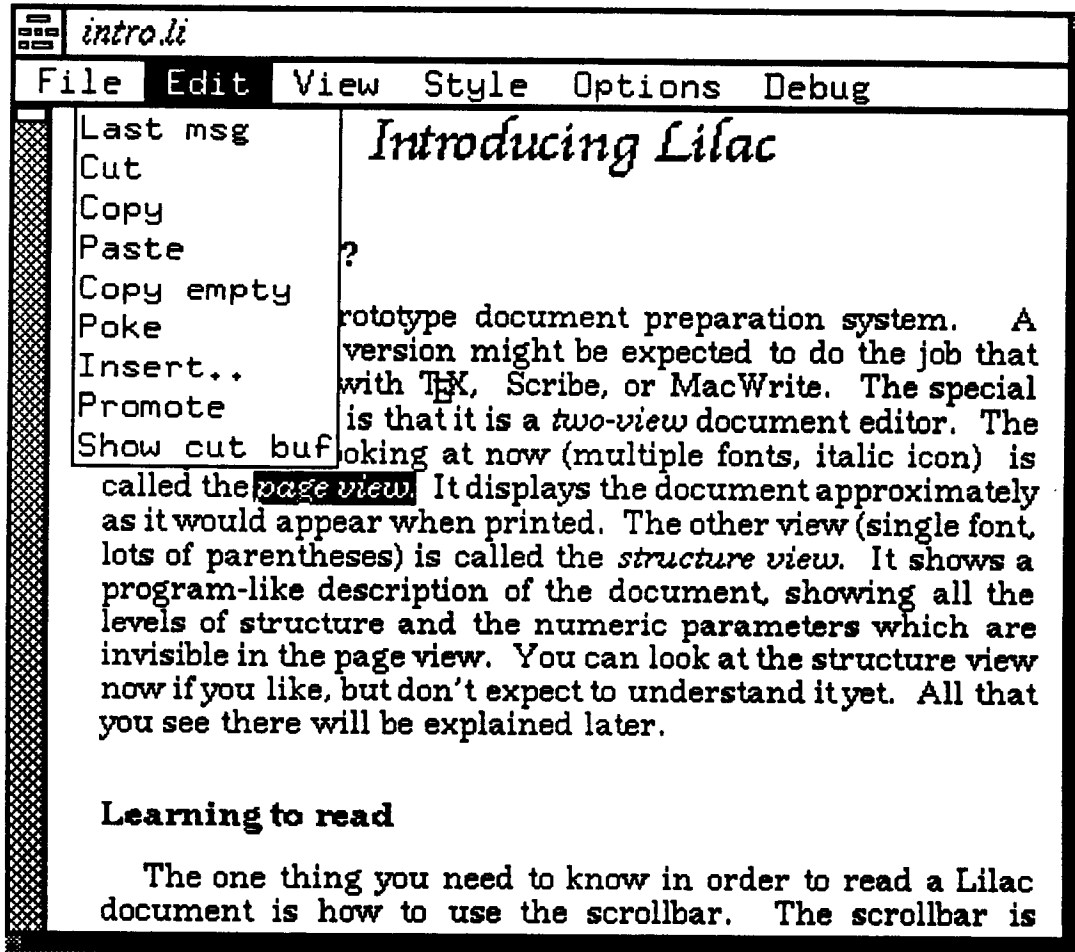 intro.li
File Edit View Style Options Debug
Last msg
Cut
Copy
Paste
Copy empty
Poke
Insert..
Promote
Show cut buf
Introducing Lilac
?
rototype document preparation system. A
version might be expected to do the job that
with TEX, Scribe, or MacWrite. The special
is that it is a two-view document editor. The
oking at now (multiple fonts, italic icon) is
called the page view. It displays the document approximately
as it would appear when printed. The other view (single font,
lots of parentheses) is called the structure view. It shows a
program-like description of the document, showing all the
levels of structure and the numeric parameters which are
invisible in the page view. You can look at the structure view
now if you like, but don't expect to understand it yet. All that
you see there will be explained later.
Learning to read
The one thing you need to know in order to read a Lilac
document is how to use the scrollbar. The scrollbar is